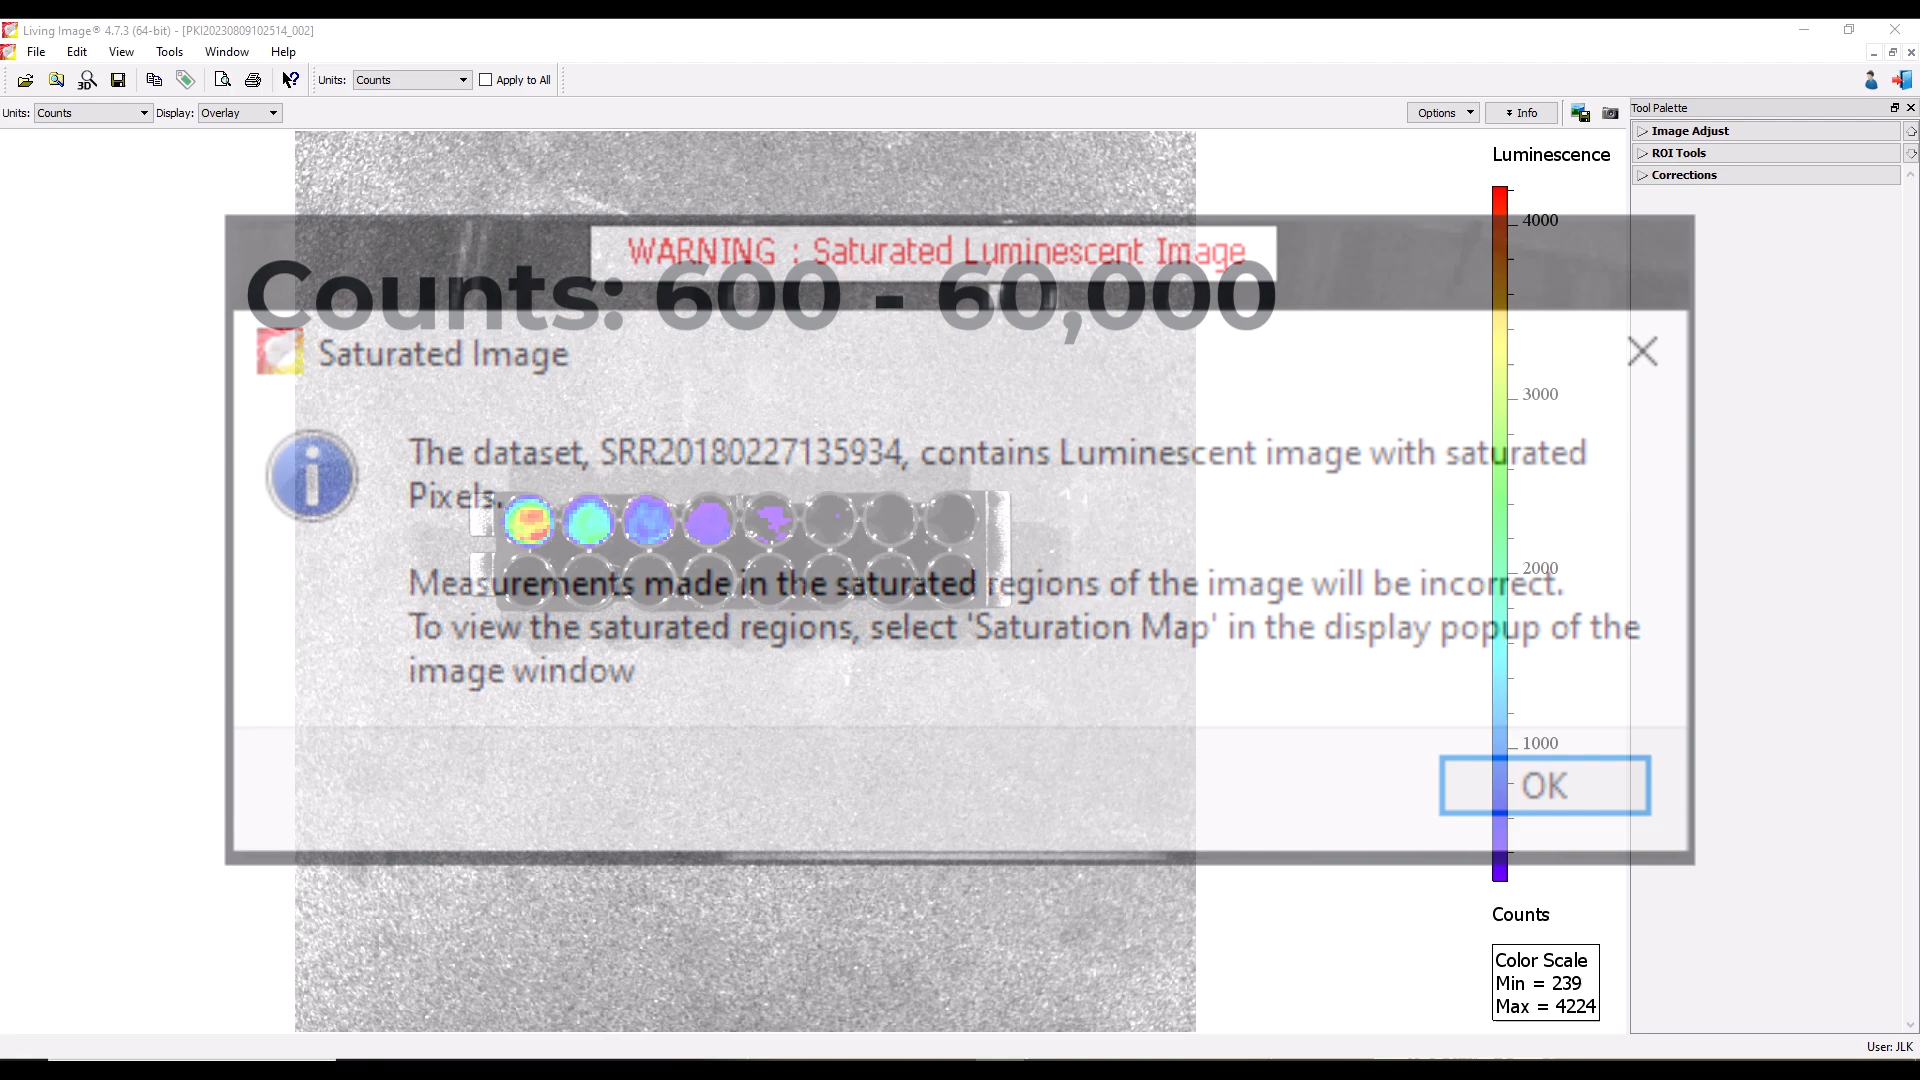 Living Image® 4.7.3 (64-bit) - [PKI20230809102514_002]
File Edit View Tools Window Help
3D Units: Counts Apply to All
Units: Counts Display: Overlay Options Info Tool Palette
Image Adjust
ROI Tools
Corrections
Luminescence
4000
3000
2000
1000
WARNING : Saturated Luminescent Image
Counts: 600 - 60,000
Saturated Image
The dataset, SRR20180227135934, contains Luminescent image with saturated
Pixels.
Measurements made in the saturated regions of the image will be incorrect.
To view the saturated regions, select 'Saturation Map' in the display popup of the
image window
OK
Counts
Color Scale
Min = 239
Max = 4224
User: JLK